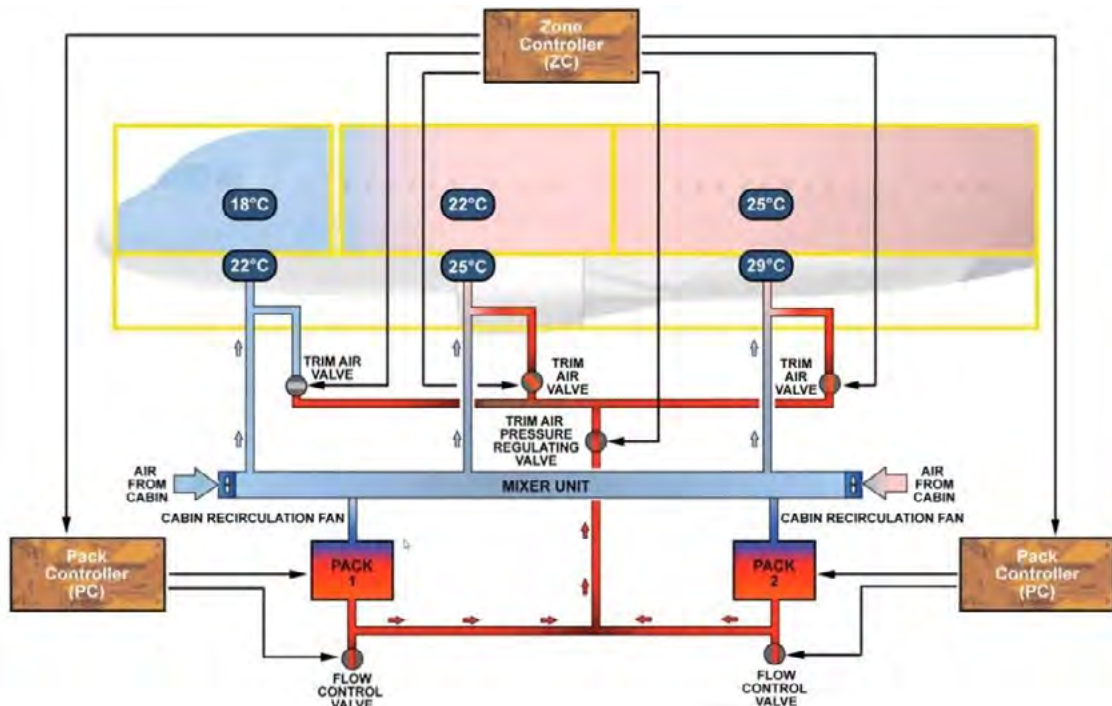 Zone
Controller
(ZC)
18°C
22°C
25°C
22°C
25°C
29°C
TRIM AIR
VALVE
TRIM
AIR
VALVE
TRIM
AIR
VALVE
TRIM AIR
PRESSURE
REGULATING
VALVE
AIR
FROM
CABIN
MIXER UNIT
AIR
FROM
CABIN
CABIN RECIRCULATION FAN
CABIN RECIRCULATION FAN
Pack
Controller
(PC)
PACK
1
PACK
2
Pack
Controller
(PC)
FLOW
CONTROL
VALVE
FLOW
CONTROL
VALVE